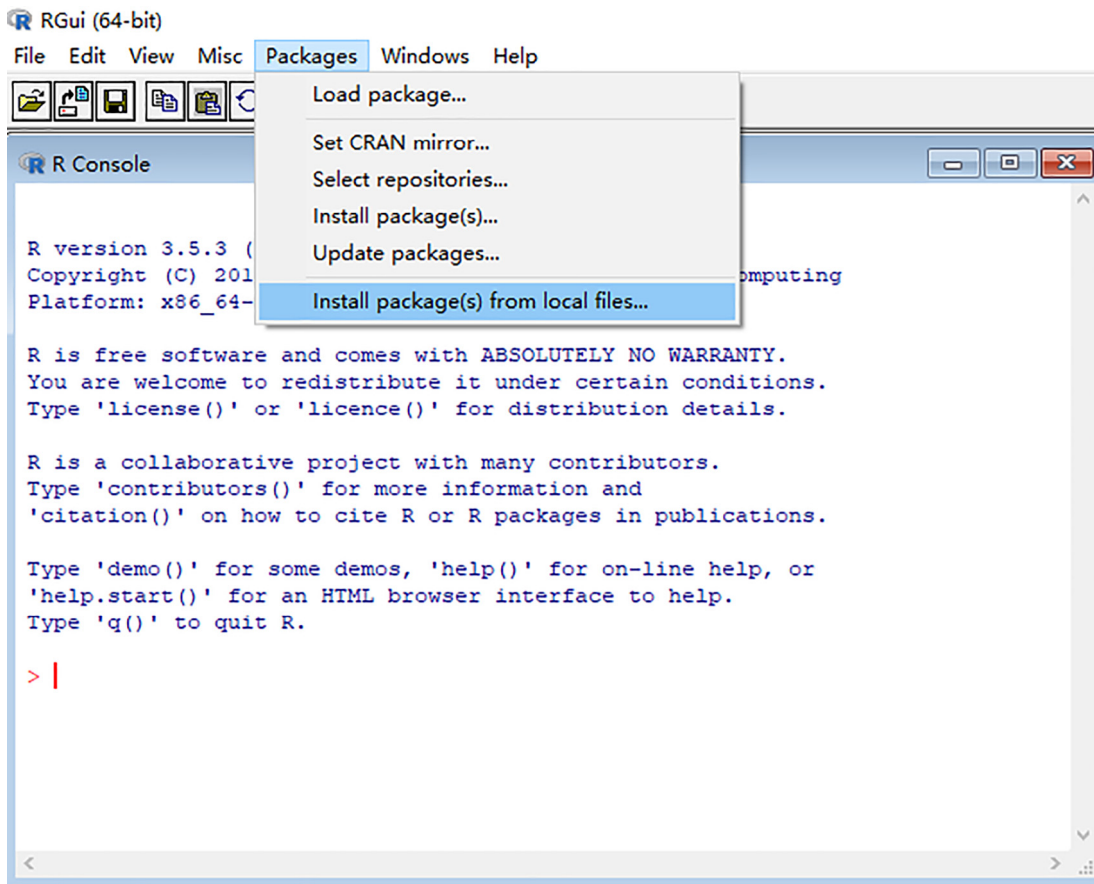 RGui (64-bit)
File Edit View Misc Packages Windows Help
Load package...
Set CRAN mirror...
Select repositories...
Install package(s)...
Update packages...
Install package(s) from local files...
R Console
R version 3.5.3 (
Copyright (C) 201
omputing
Platform: x86_64-
R is free software and comes with ABSOLUTELY NO WARRANTY.
You are welcome to redistribute it under certain conditions.
Type 'license()' or 'licence()' for distribution details.
R is a collaborative project with many contributors.
Type 'contributors()' for more information and
'citation()' on how to cite R or R packages in publications.
Type 'demo()' for some demos, 'help()' for on-line help, or
'help.start()' for an HTML browser interface to help.
Type 'q()' to quit R.
>